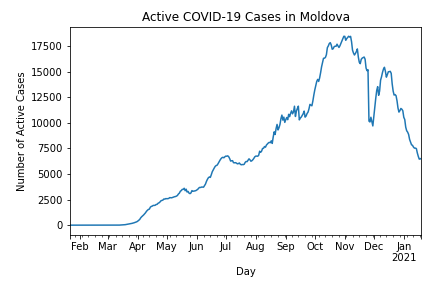 Active COVID-19 Cases in Moldova
Number of Active Cases
17500
15000
12500
10000
7500
5000
2500
0
Feb Mar Apr May Jun Jul Aug Sep Oct Nov Dec Jan
2021
Day